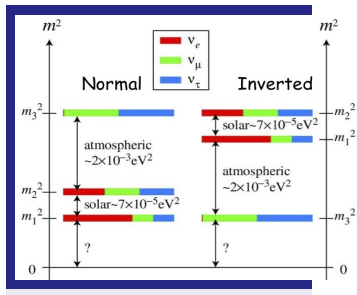 m²
m²
νe
νμ
ντ
Normal
Inverted
m₃²
m₂²
solar~7×10⁻⁵eV²
m₁²
atmospheric
~2×10⁻³eV²
atmospheric
~2×10⁻³eV²
m₂²
solar~7×10⁻⁵eV²
m₁²
m₃²
?
?
0
0